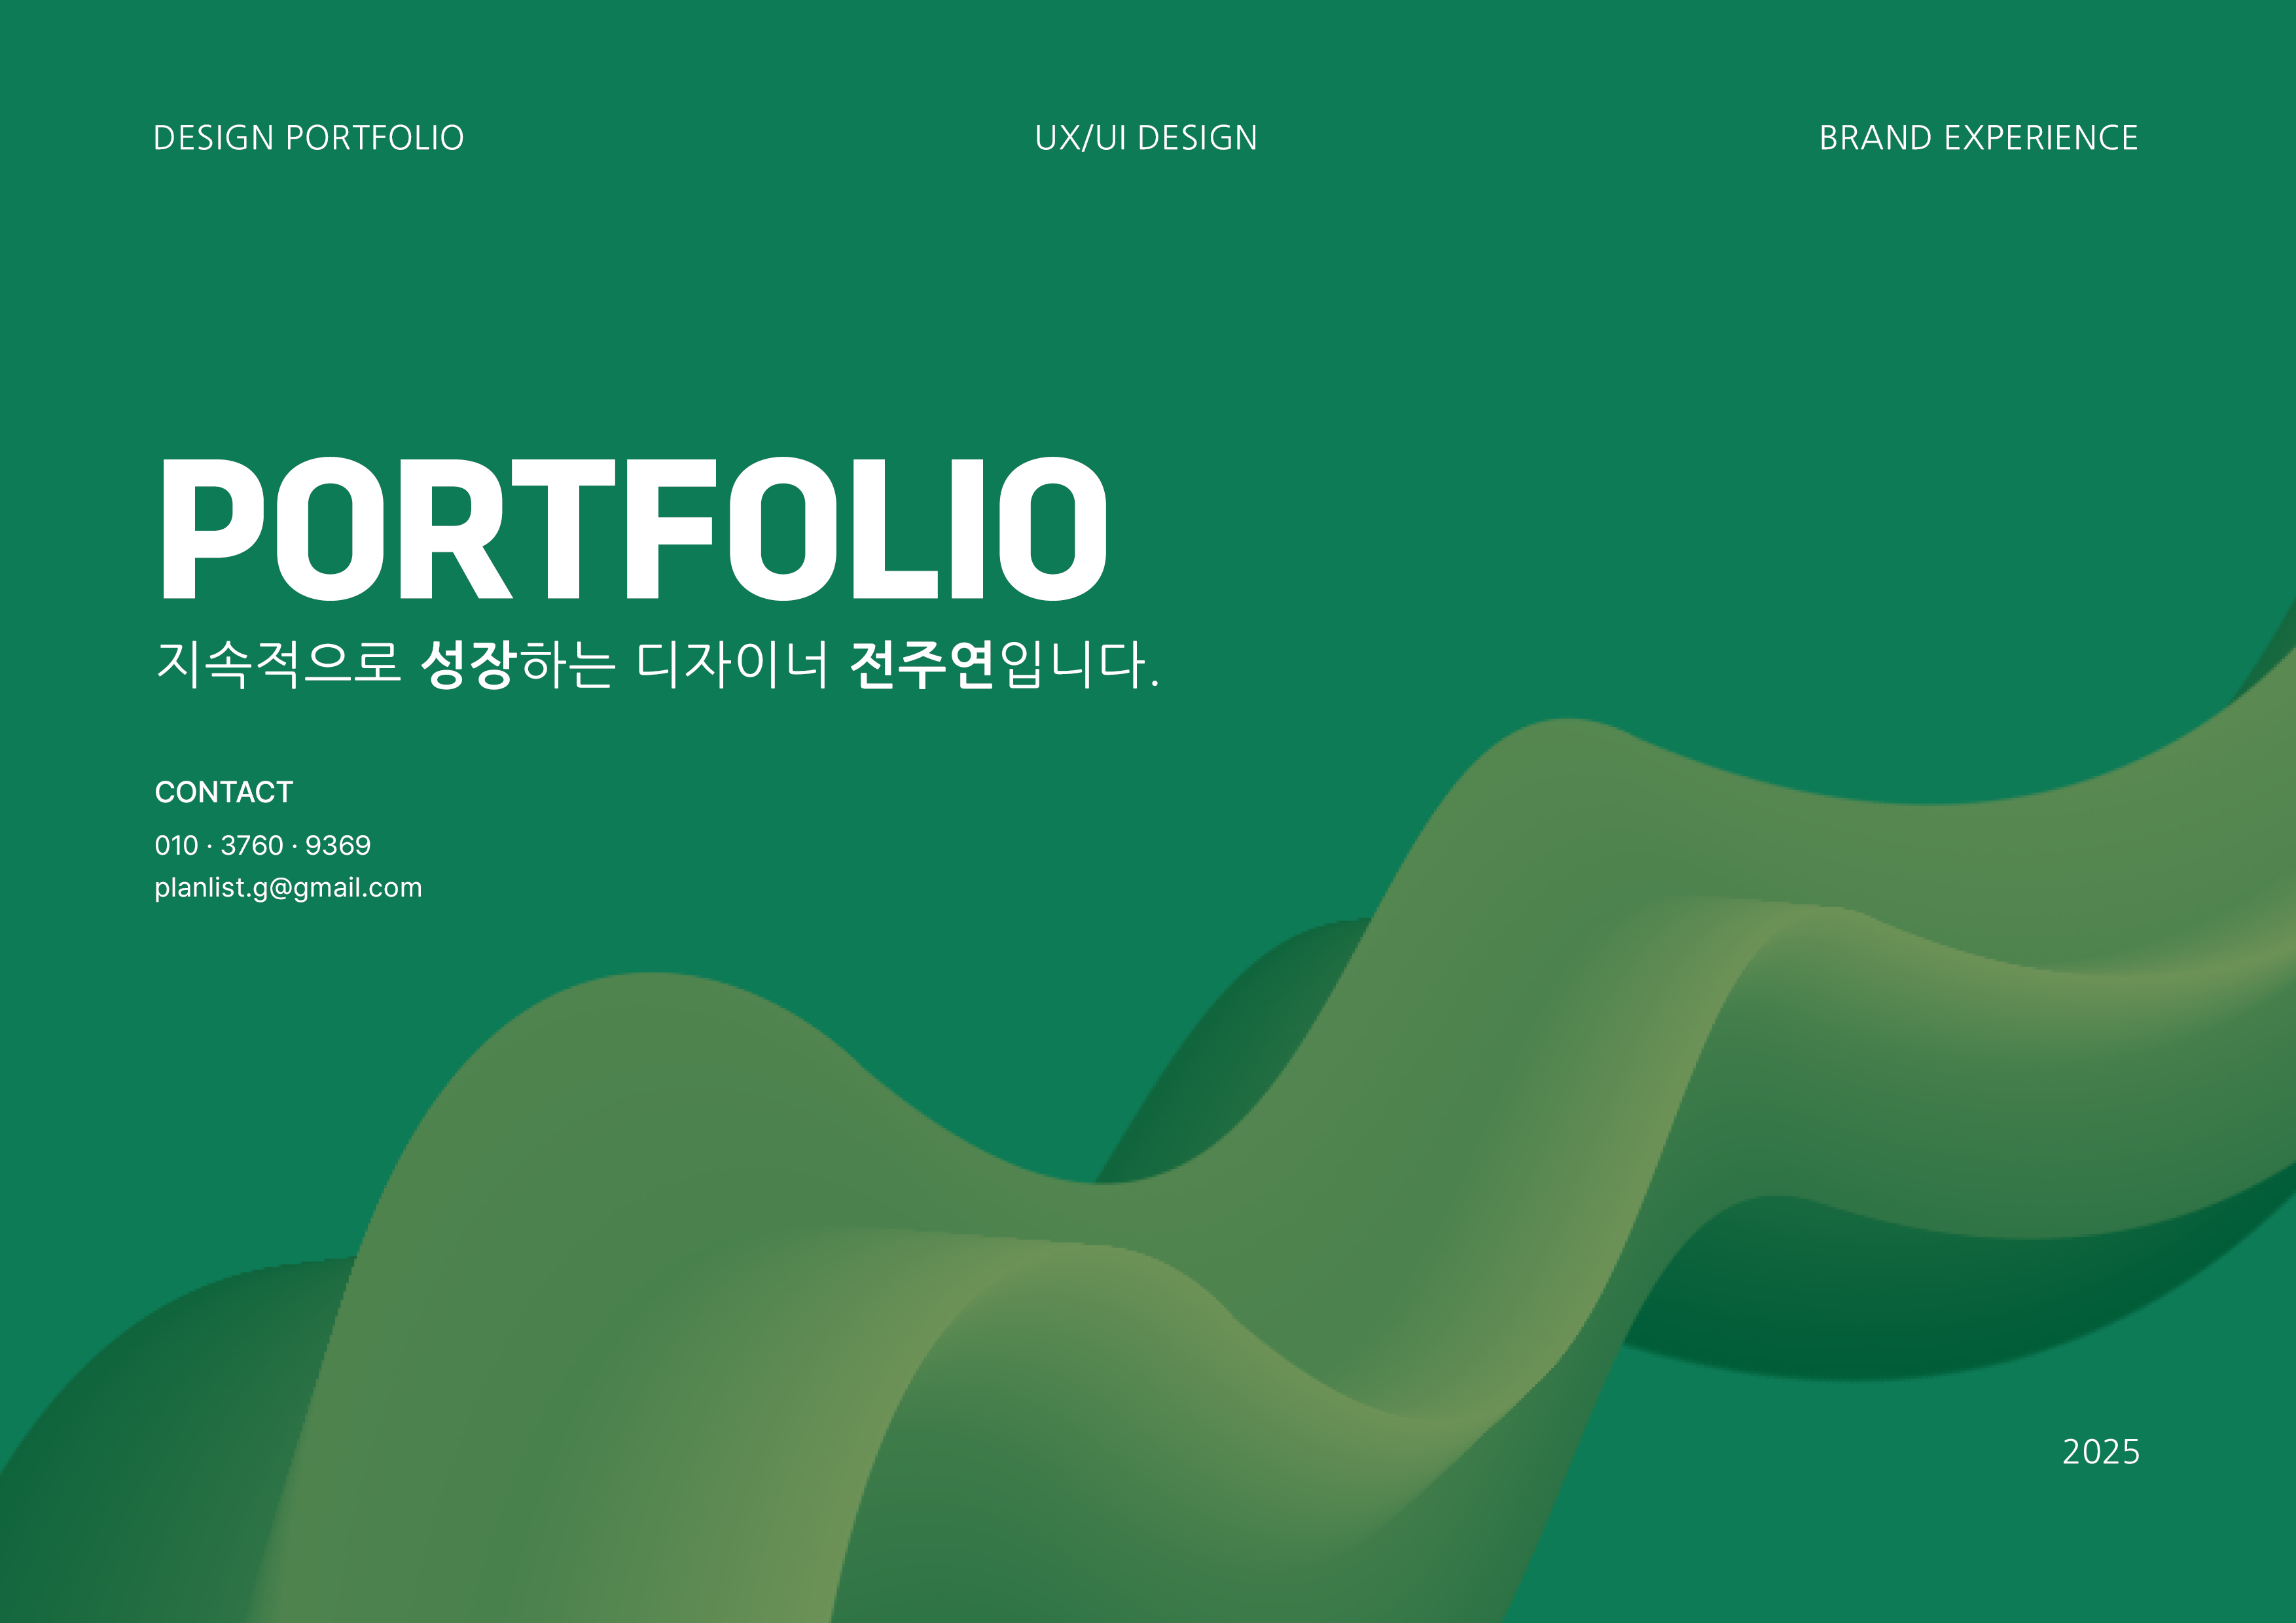 DESIGN PORTFOLIO
UX/UI DESIGN
BRAND EXPERIENCE
PORTFOLIO
지속적으로 성장하는 디자이너 전주연입니다.
CONTACT
010 · 3760 · 9369
planlist.g@gmail.com
2025